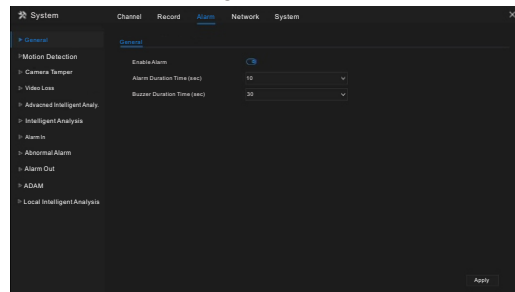 System
Channel Record Alarm Network System
General
Motion Detection
Camera Tamper
Video Loss
Advacned Intelligent Analy.
Intelligent Analysis
Alarm In
Abnormal Alarm
Alarm Out
ADAM
Local Intelligent Analysis
General
Enable Alarm
Alarm Duration Time (sec) 10
Buzzer Duration Time (sec) 30
Apply